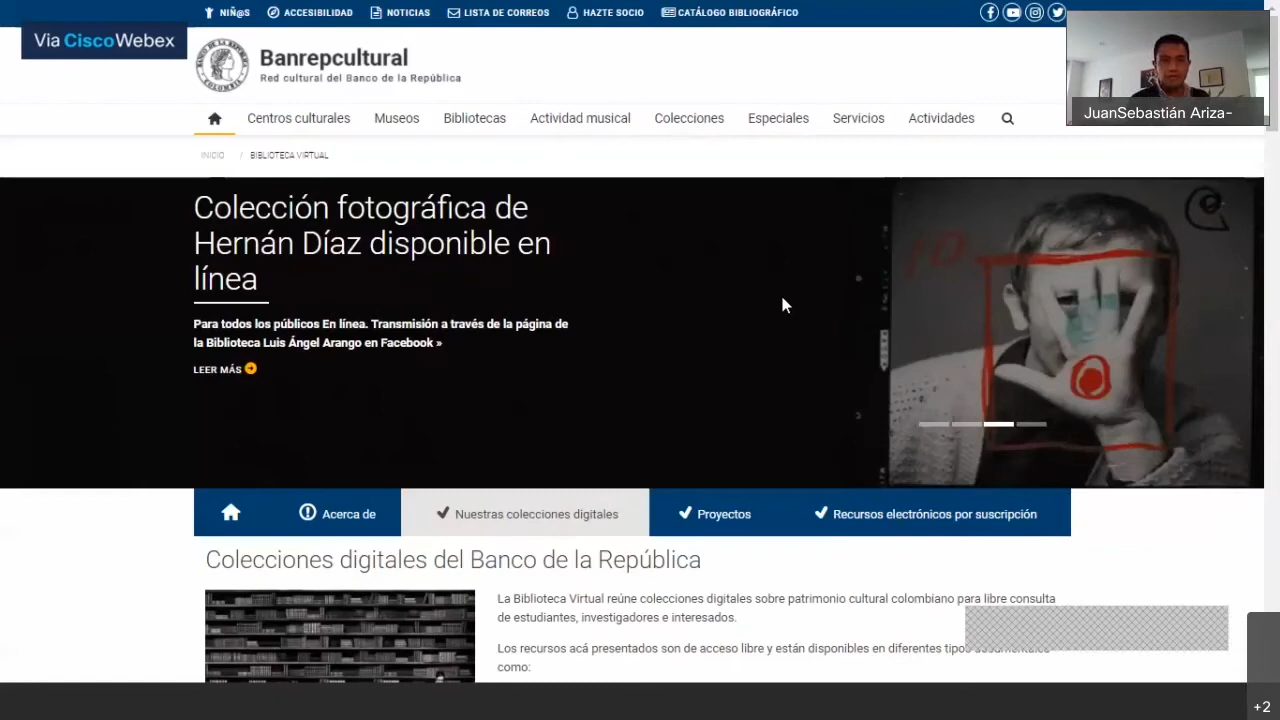 NIÑ@S ACCESIBILIDAD NOTICIAS LISTA DE CORREOS HAZTE SOCIO CATÁLOGO BIBLIOGRÁFICO
Via CiscoWebex
Banrepcultural
Red cultural del Banco de la República
JuanSebastián Ariza-
Centros culturales Museos Bibliotecas Actividad musical Colecciones Especiales Servicios Actividades
INICIO / BIBLIOTECA VIRTUAL
Colección fotográfica de
Hernán Díaz disponible en
línea
Para todos los públicos En línea. Transmisión a través de la página de
la Biblioteca Luis Ángel Arango en Facebook »
LEER MÁS
Acerca de Nuestras colecciones digitales Proyectos Recursos electrónicos por suscripción
Colecciones digitales del Banco de la República
La Biblioteca Virtual reúne colecciones digitales sobre patrimonio cultural colombiano para libre consulta
de estudiantes, investigadores e interesados.
Los recursos acá presentados son de acceso libre y están disponibles en diferentes tipos
como:
+2